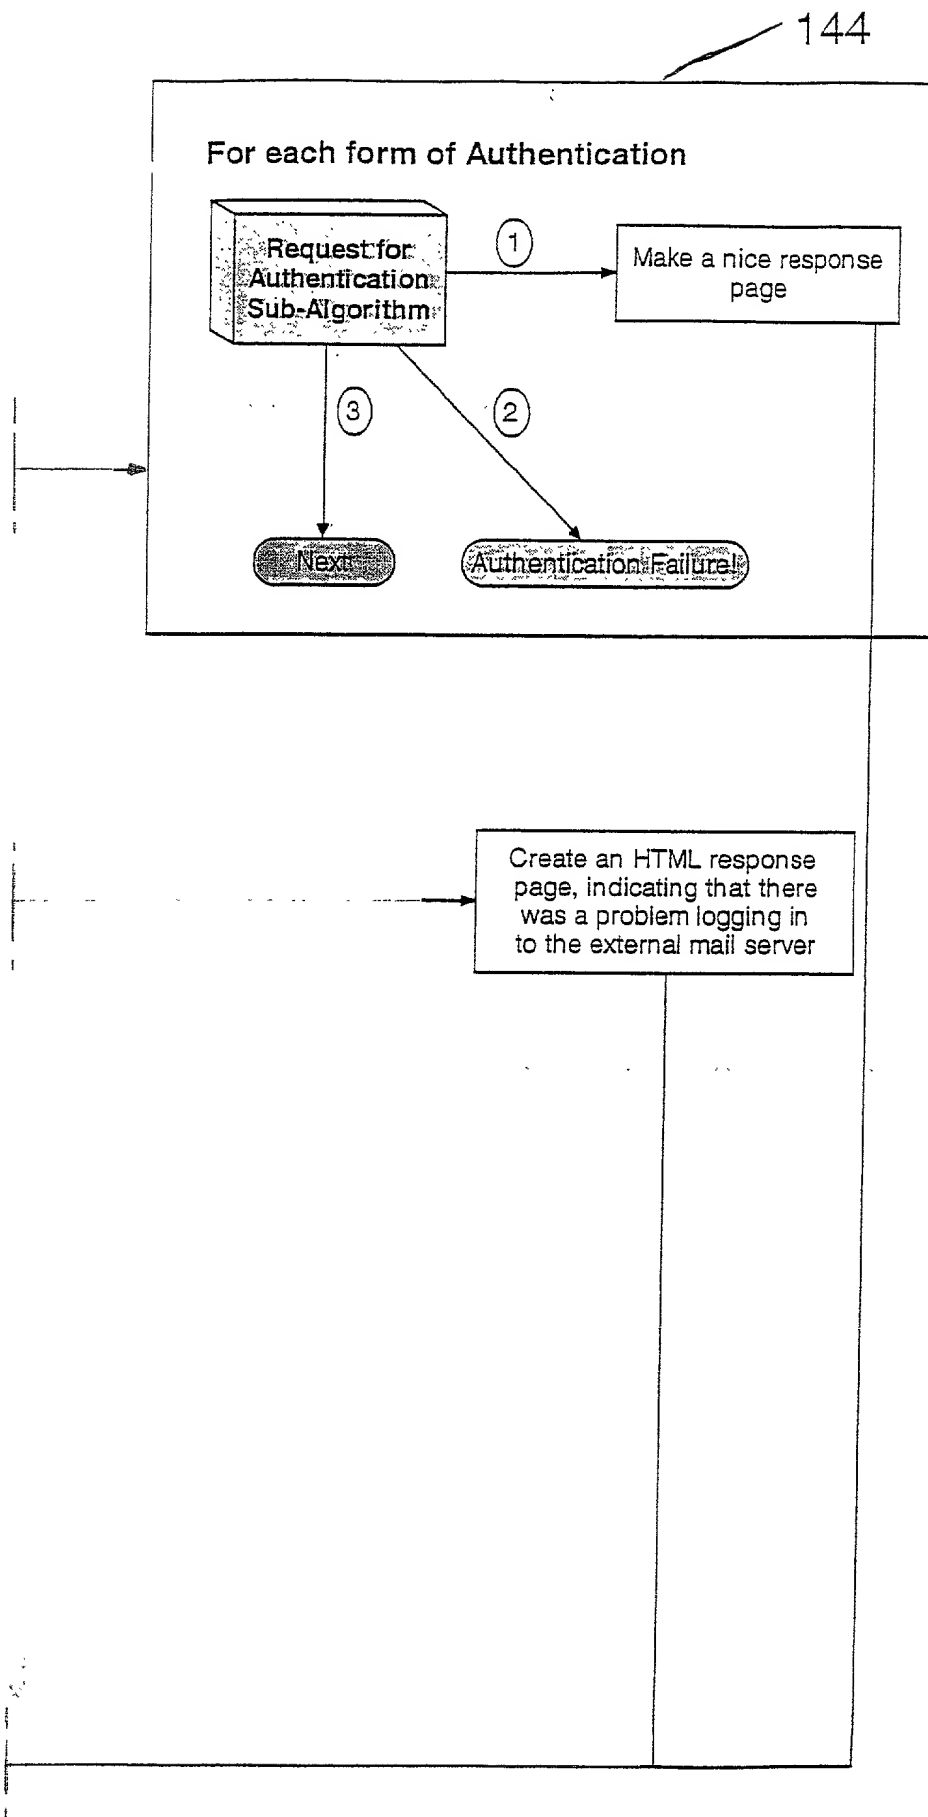 144
For each form of Authentication
Request for
Authentication
Sub-Algorithm
1
Make a nice response
page
3
2
Next
Authentication Failure!
Create an HTML response
page, indicating that there
was a problem logging in
to the external mail server